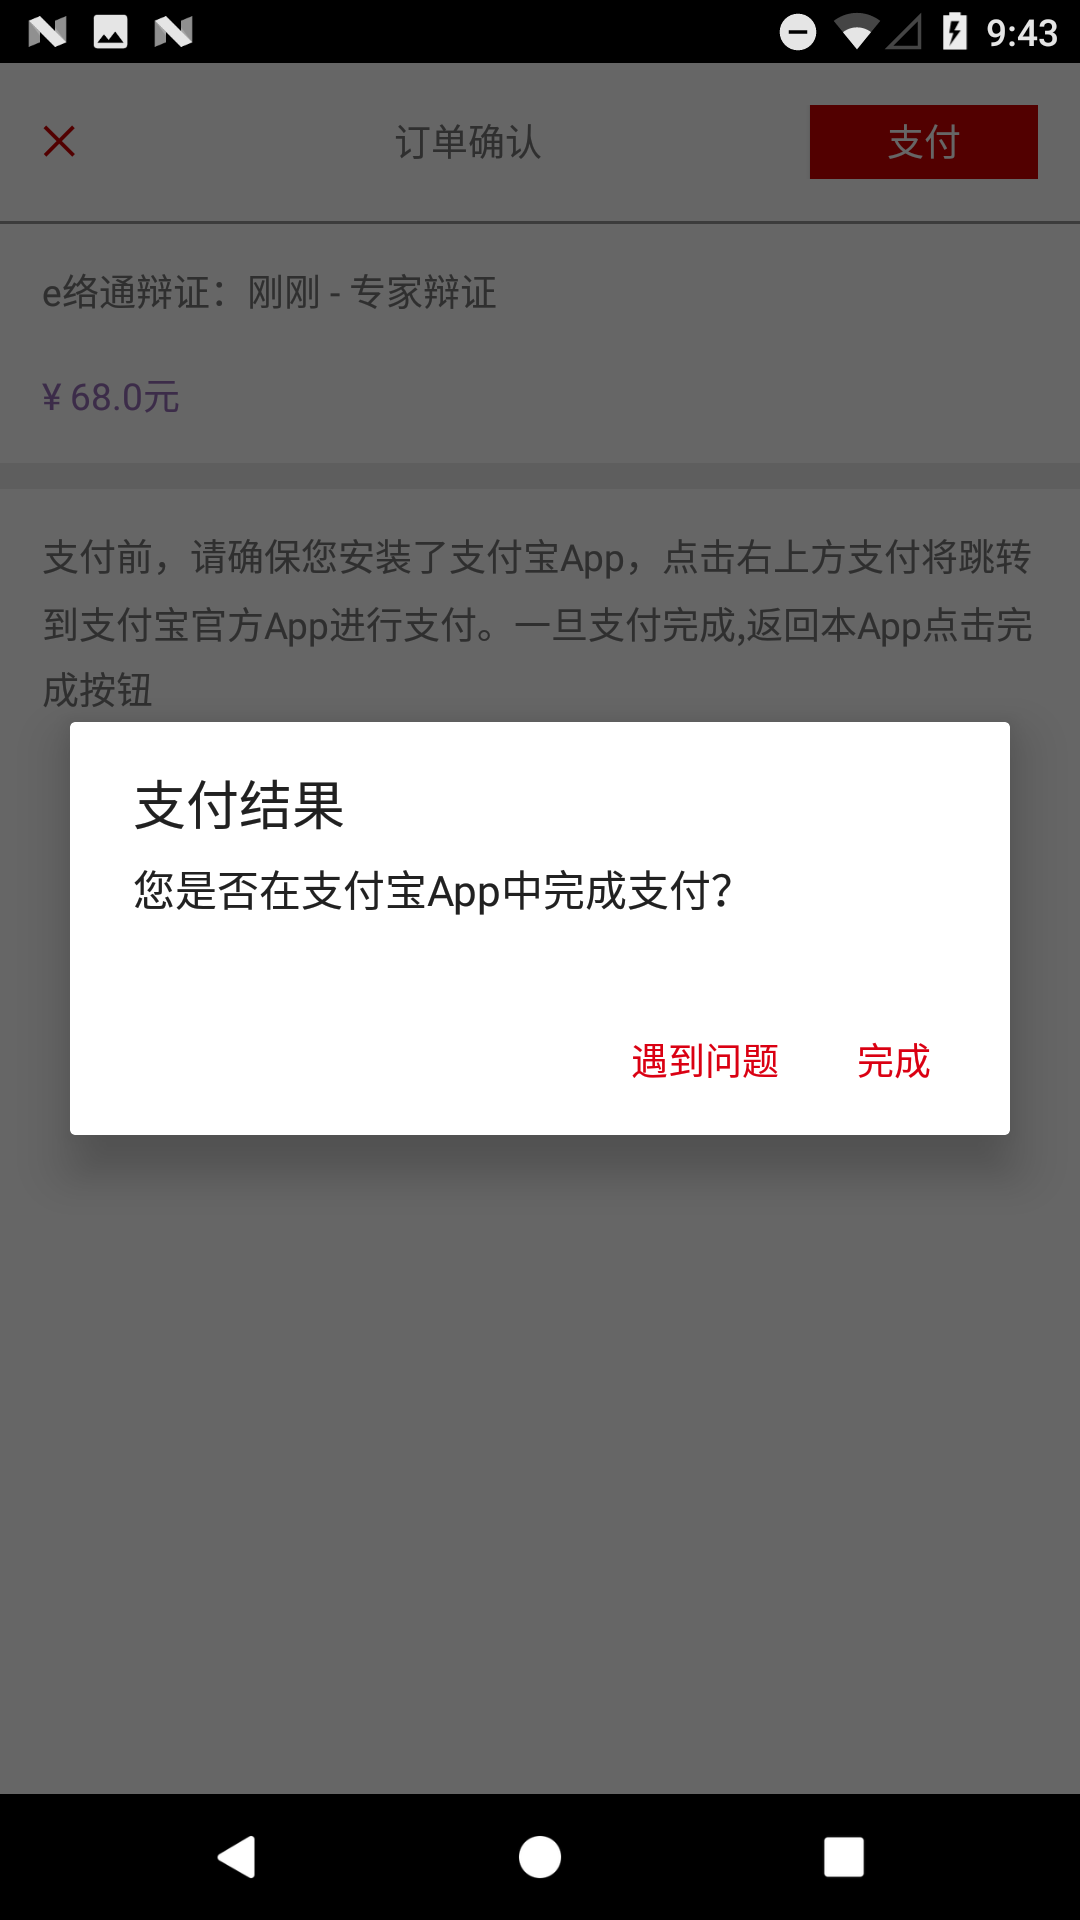 9:43
订单确认
支付
e络通辩证：刚刚 - 专家辩证
¥ 68.0元
支付前，请确保您安装了支付宝App，点击右上方支付将跳转
到支付宝官方App进行支付。一旦支付完成,返回本App点击完
成按钮
支付结果
您是否在支付宝App中完成支付？
遇到问题
完成